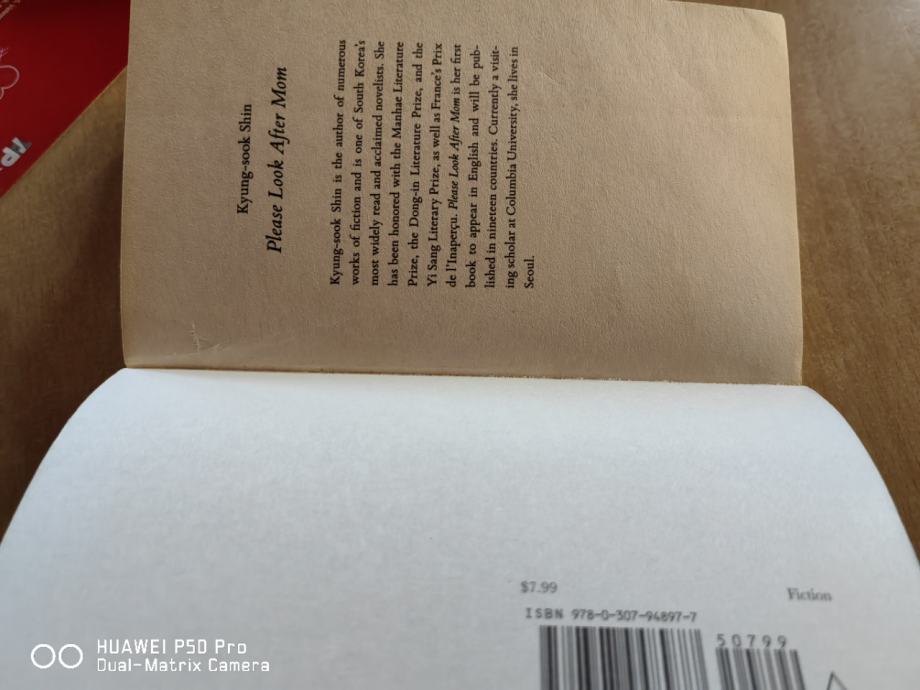 Kyung-sook Shin
Please Look After Mom
Kyung-sook Shin is the author of numerous
works of fiction and is one of South Korea's
most widely read and acclaimed novelists. She
has been honored with the Manhae Literature
Prize, the Dong-in Literature Prize, and the
Yi Sang Literary Prize, as well as France's Prix
de l'Inaperçu. Please Look After Mom is her first
book to appear in English and will be pub-
lished in nineteen countries. Currently a visit-
ing scholar at Columbia University, she lives in
Seoul.
$7.99
Fiction
ISBN 978-0-307-94897-7
50799
HUAWEI P50 Pro
Dual-Matrix Camera